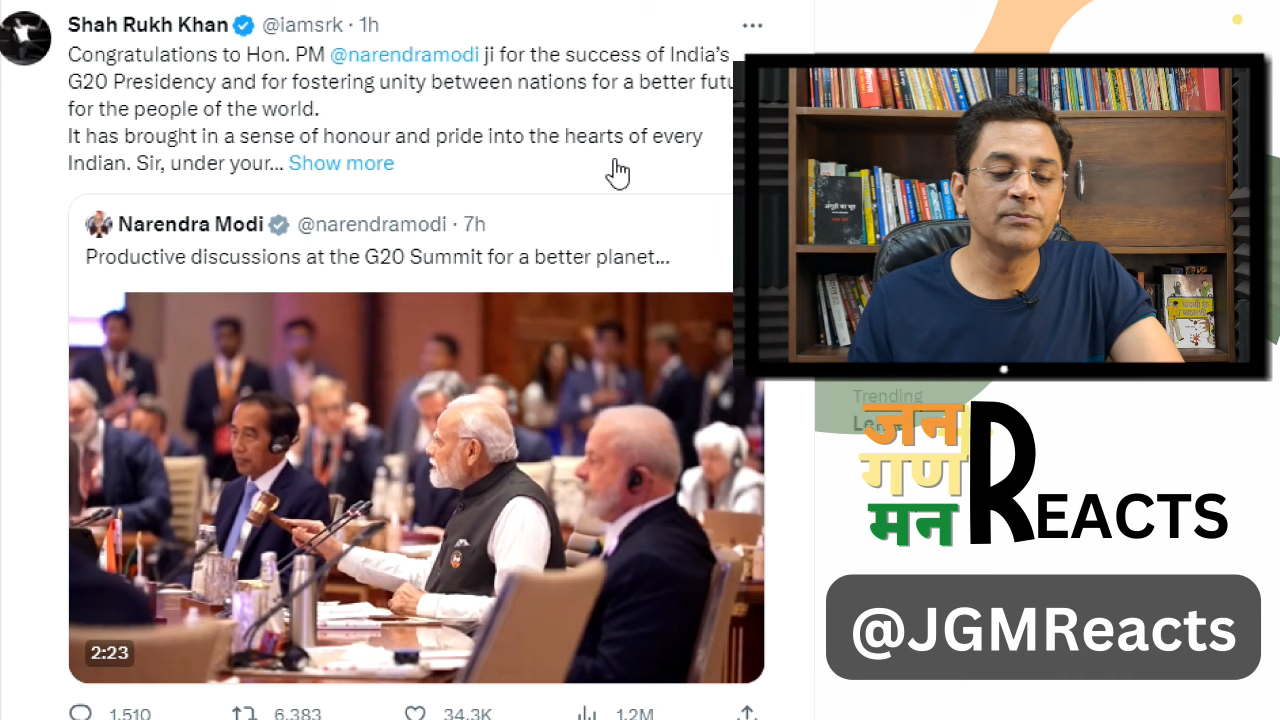 Shah Rukh Khan @iamsrk · 1h
Congratulations to Hon. PM @narendramodi ji for the success of India's
G20 Presidency and for fostering unity between nations for a better futu
for the people of the world.
It has brought in a sense of honour and pride into the hearts of every
Indian. Sir, under your... Show more
Narendra Modi @narendramodi · 7h
Productive discussions at the G20 Summit for a better planet...
2:23
1,510 6,383 34.3K 1.2M
Trending
जन
गण
मन
REACTS
@JGMReacts